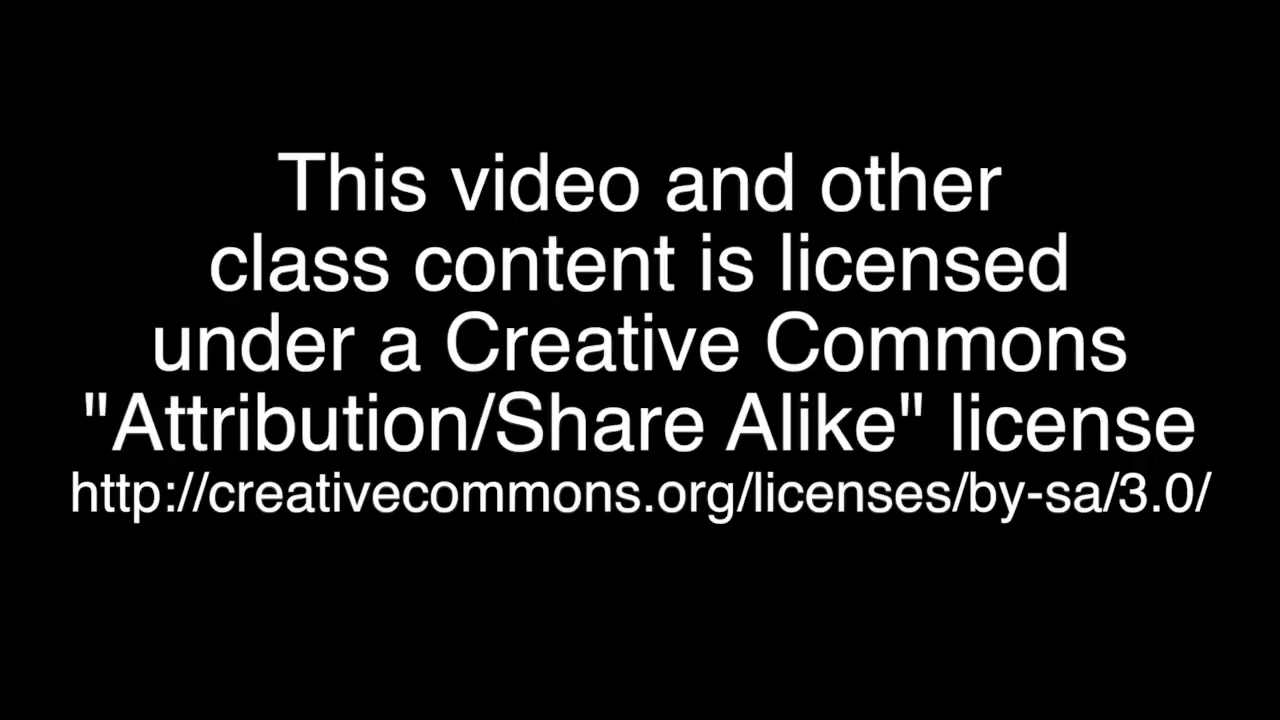 This video and other
class content is licensed
under a Creative Commons
"Attribution/Share Alike" license
http://creativecommons.org/licenses/by-sa/3.0/